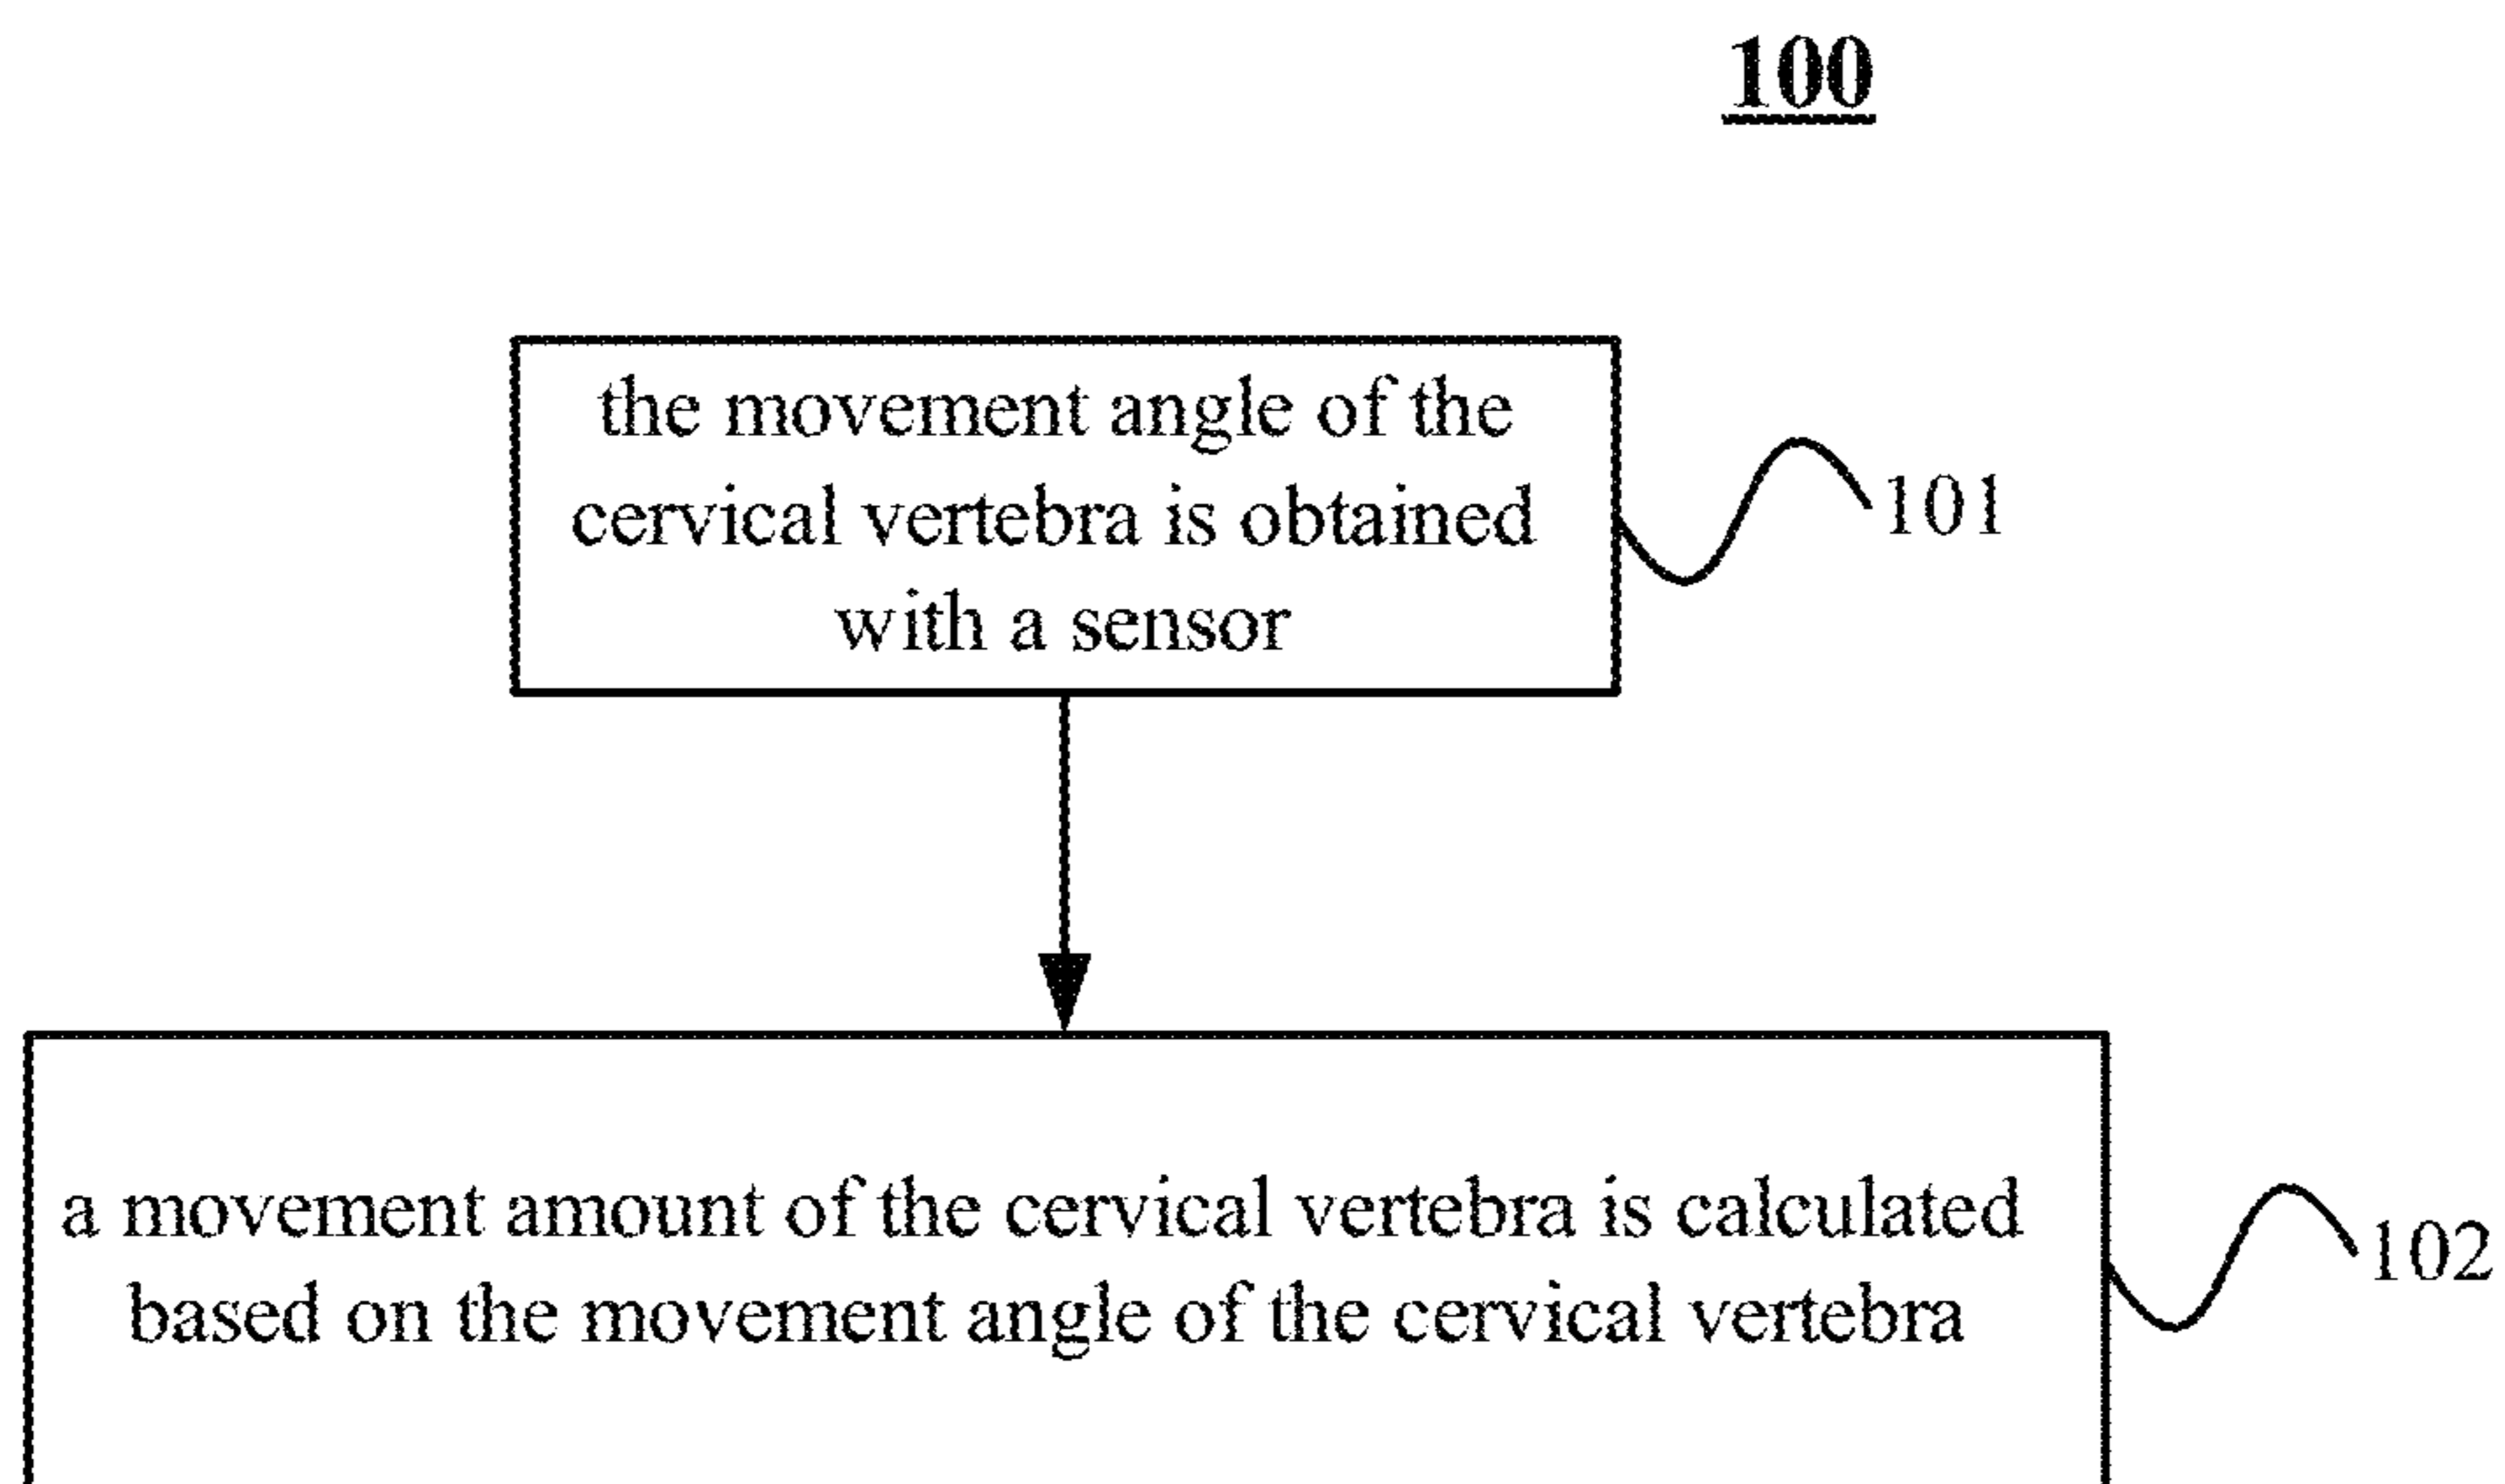 100
the movement angle of the
cervical vertebra is obtained
with a sensor
101
a movement amount of the cervical vertebra is calculated
based on the movement angle of the cervical vertebra
102